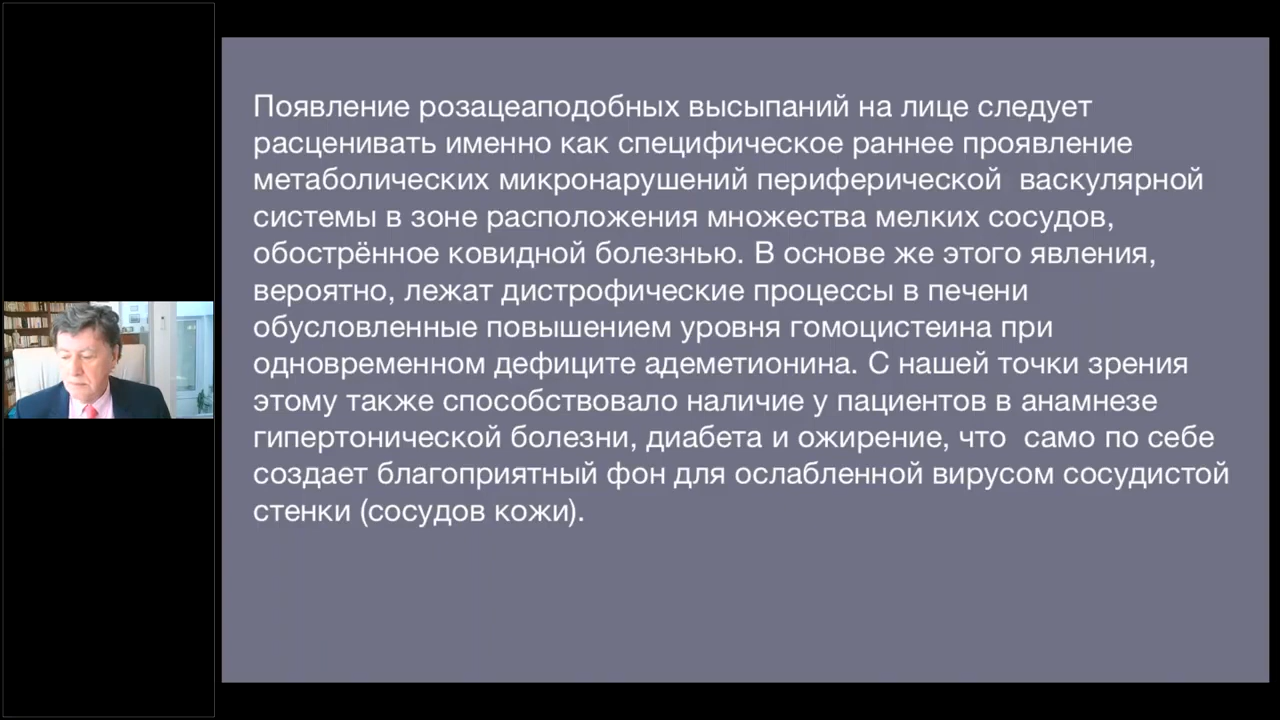 Появление розацеаподобных высыпаний на лице следует
расценивать именно как специфическое раннее проявление
метаболических микронарушений периферической  васкулярной
системы в зоне расположения множества мелких сосудов,
обострённое ковидной болезнью. В основе же этого явления,
вероятно, лежат дистрофические процессы в печени
обусловленные повышением уровня гомоцистеина при
одновременном дефиците адеметионина. С нашей точки зрения
этому также способствовало наличие у пациентов в анамнезе
гипертонической болезни, диабета и ожирение, что  само по себе
создает благоприятный фон для ослабленной вирусом сосудистой
стенки (сосудов кожи).